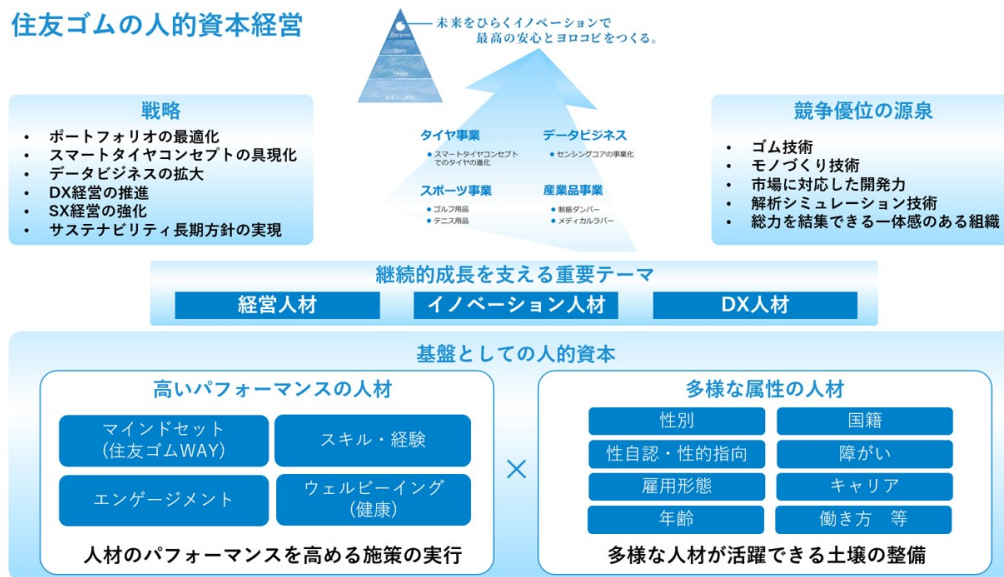 住友ゴムの人的資本経営
Purpose
Story
Vision
住友ゴムWAY
未来をひらくイノベーションで
最高の安心とヨロコビをつくる。
戦略
• ポートフォリオの最適化
• スマートタイヤコンセプトの具現化
• データビジネスの拡大
• DX経営の推進
• SX経営の強化
• サステナビリティ長期方針の実現
タイヤ事業
● スマートタイヤコンセプト
でのタイヤの進化
データビジネス
● センシングコアの事業化
スポーツ事業
● ゴルフ用品
● テニス用品
産業品事業
● 制振ダンパー
● メディカルラバー
競争優位の源泉
• ゴム技術
• モノづくり技術
• 市場に対応した開発力
• 解析シミュレーション技術
• 総力を結集できる一体感のある組織
継続的成長を支える重要テーマ
経営人材
イノベーション人材
DX人材
基盤としての人的資本
高いパフォーマンスの人材
マインドセット
(住友ゴムWAY)
スキル・経験
エンゲージメント
ウェルビーイング
(健康)
人材のパフォーマンスを高める施策の実行
×
多様な属性の人材
性別
国籍
性自認・性的指向
障がい
雇用形態
キャリア
年齢
働き方 等
多様な人材が活躍できる土壌の整備